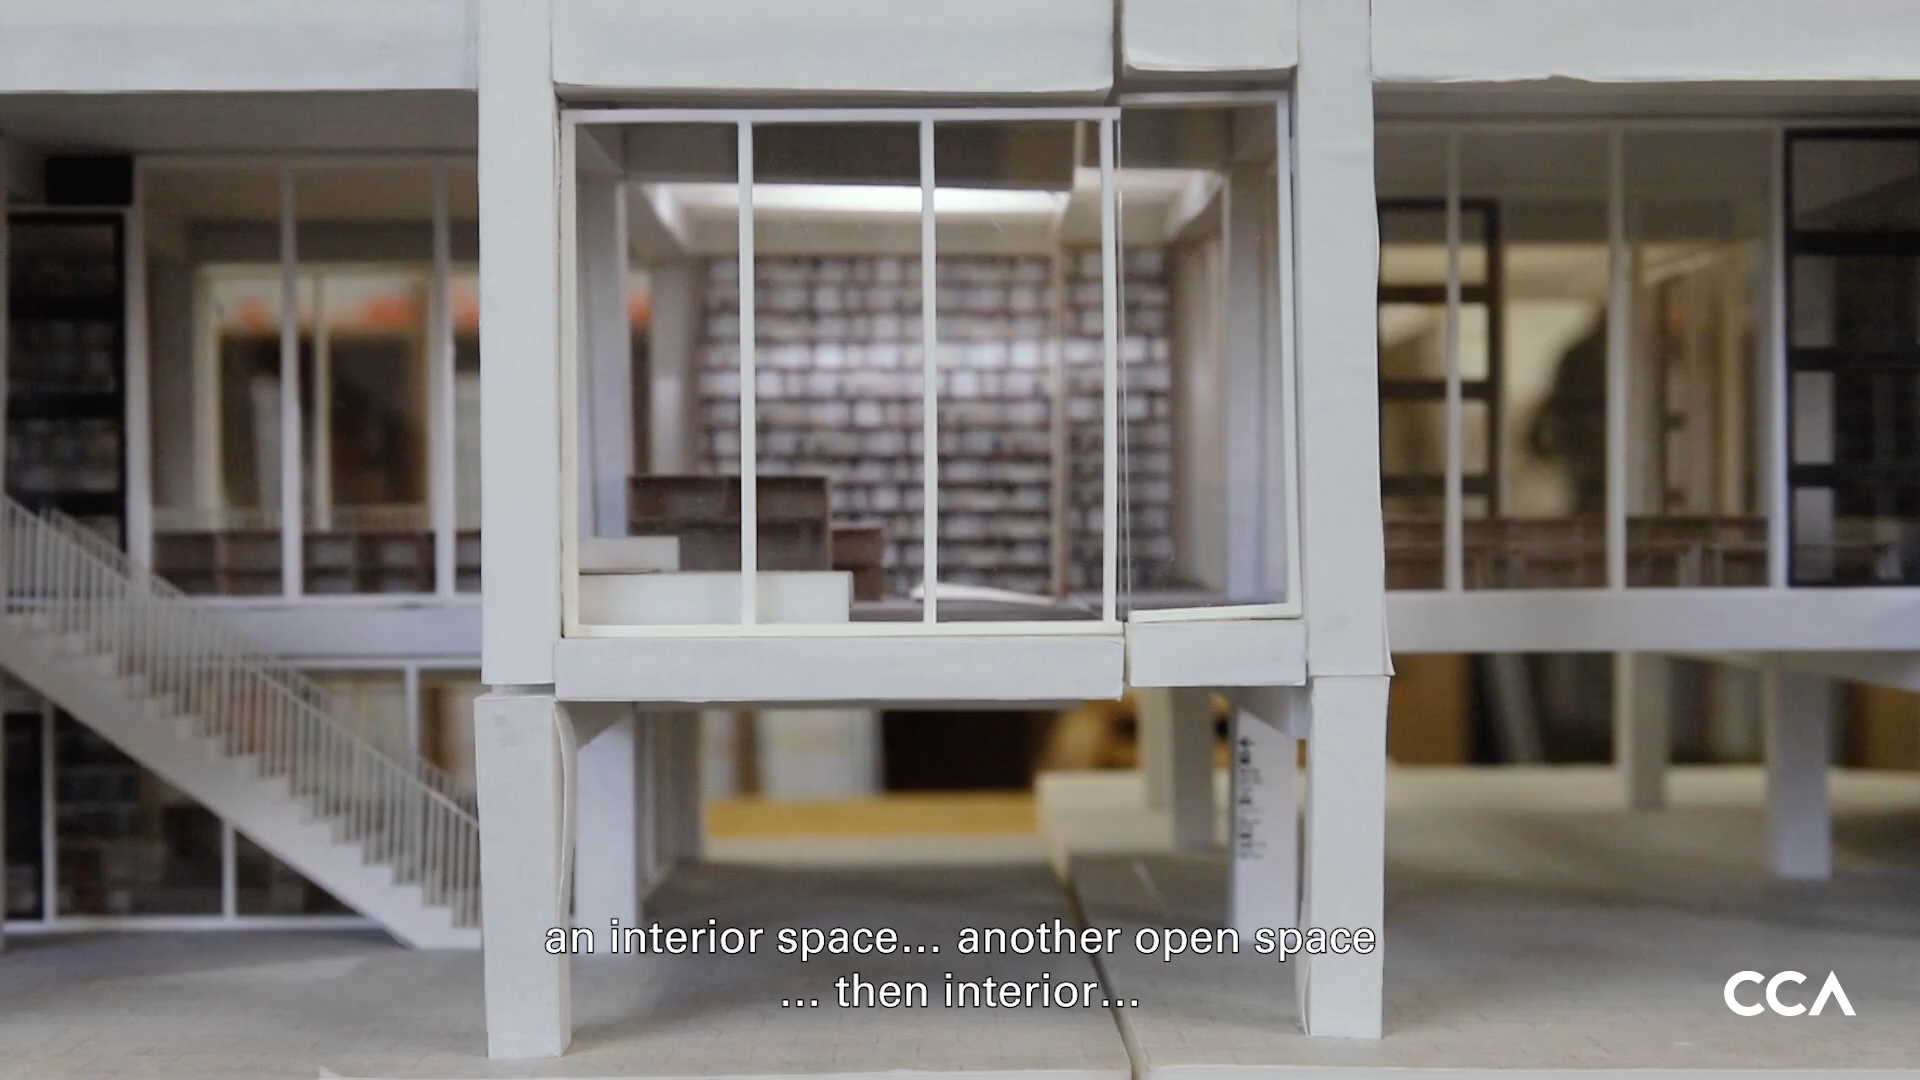 an interior space... another open space
... then interior...
CCA